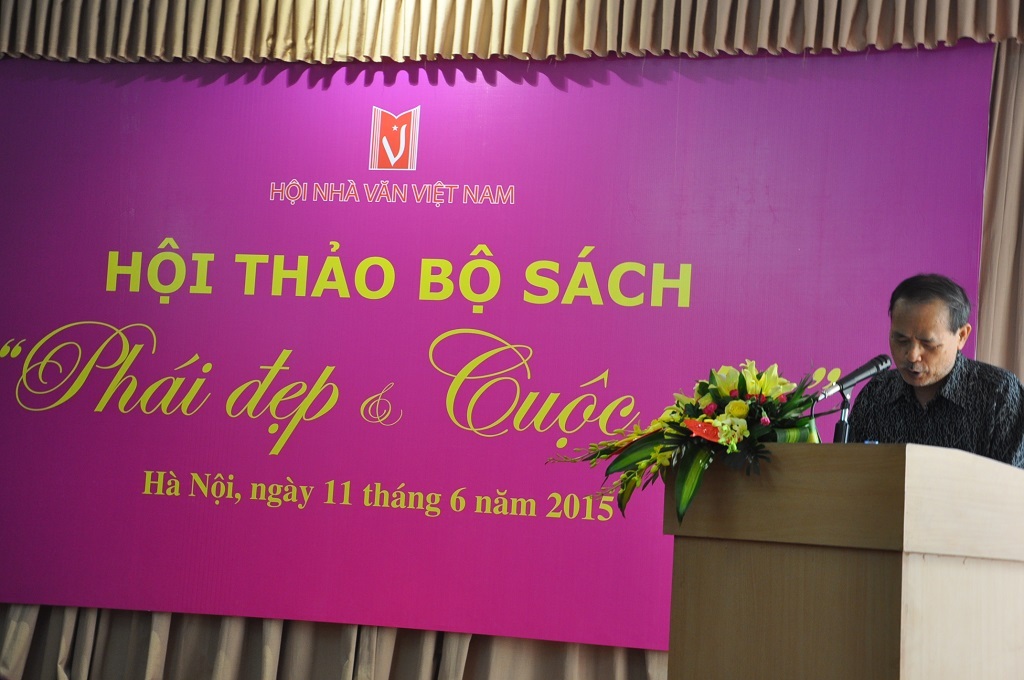 HỘI NHÀ VĂN VIỆT NAM
HỘI THẢO BỘ SÁCH
“Phái đẹp & Cuộc ”
Hà Nội, ngày 11 tháng 6 năm 2015